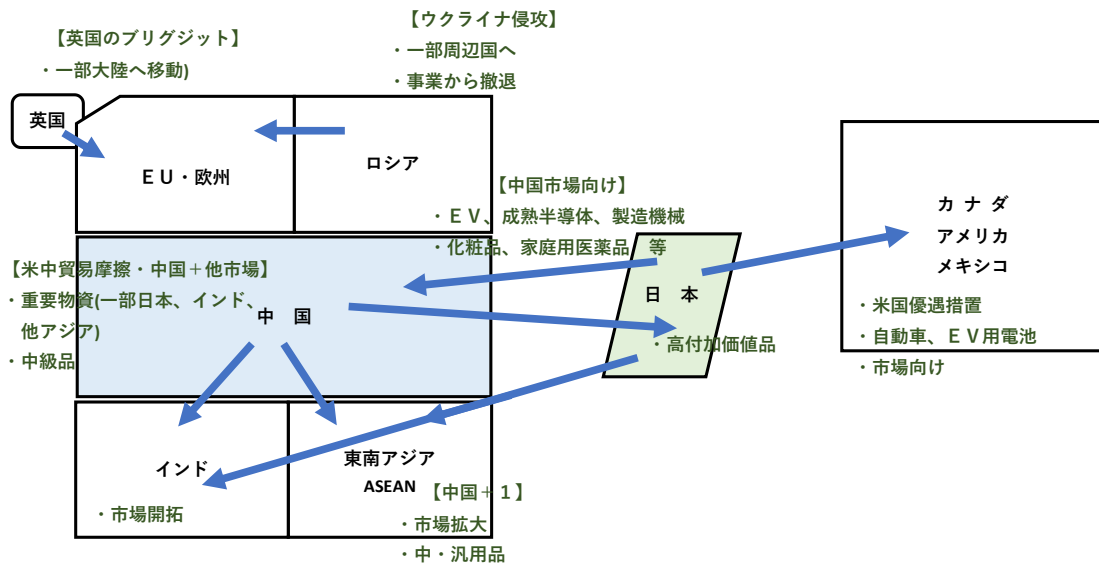 【ウクライナ侵攻】
・一部周辺国へ
・事業から撤退
【英国のブリグジット】
・一部大陸へ移動)
英国
ＥＵ・欧州
ロシア
【中国市場向け】
・ＥＶ、成熟半導体、製造機械
・化粧品、家庭用医薬品　等
カ ナ ダ
アメリカ
メキシコ
・米国優遇措置
・自動車、ＥＶ用電池
・市場向け
【米中貿易摩擦・中国＋他市場】
・重要物資(一部日本、インド、
他アジア)
・中級品
中　国
日　本
・高付加価値品
インド
・市場開拓
東南アジア
ASEAN
【中国＋１】
・市場拡大
・中・汎用品